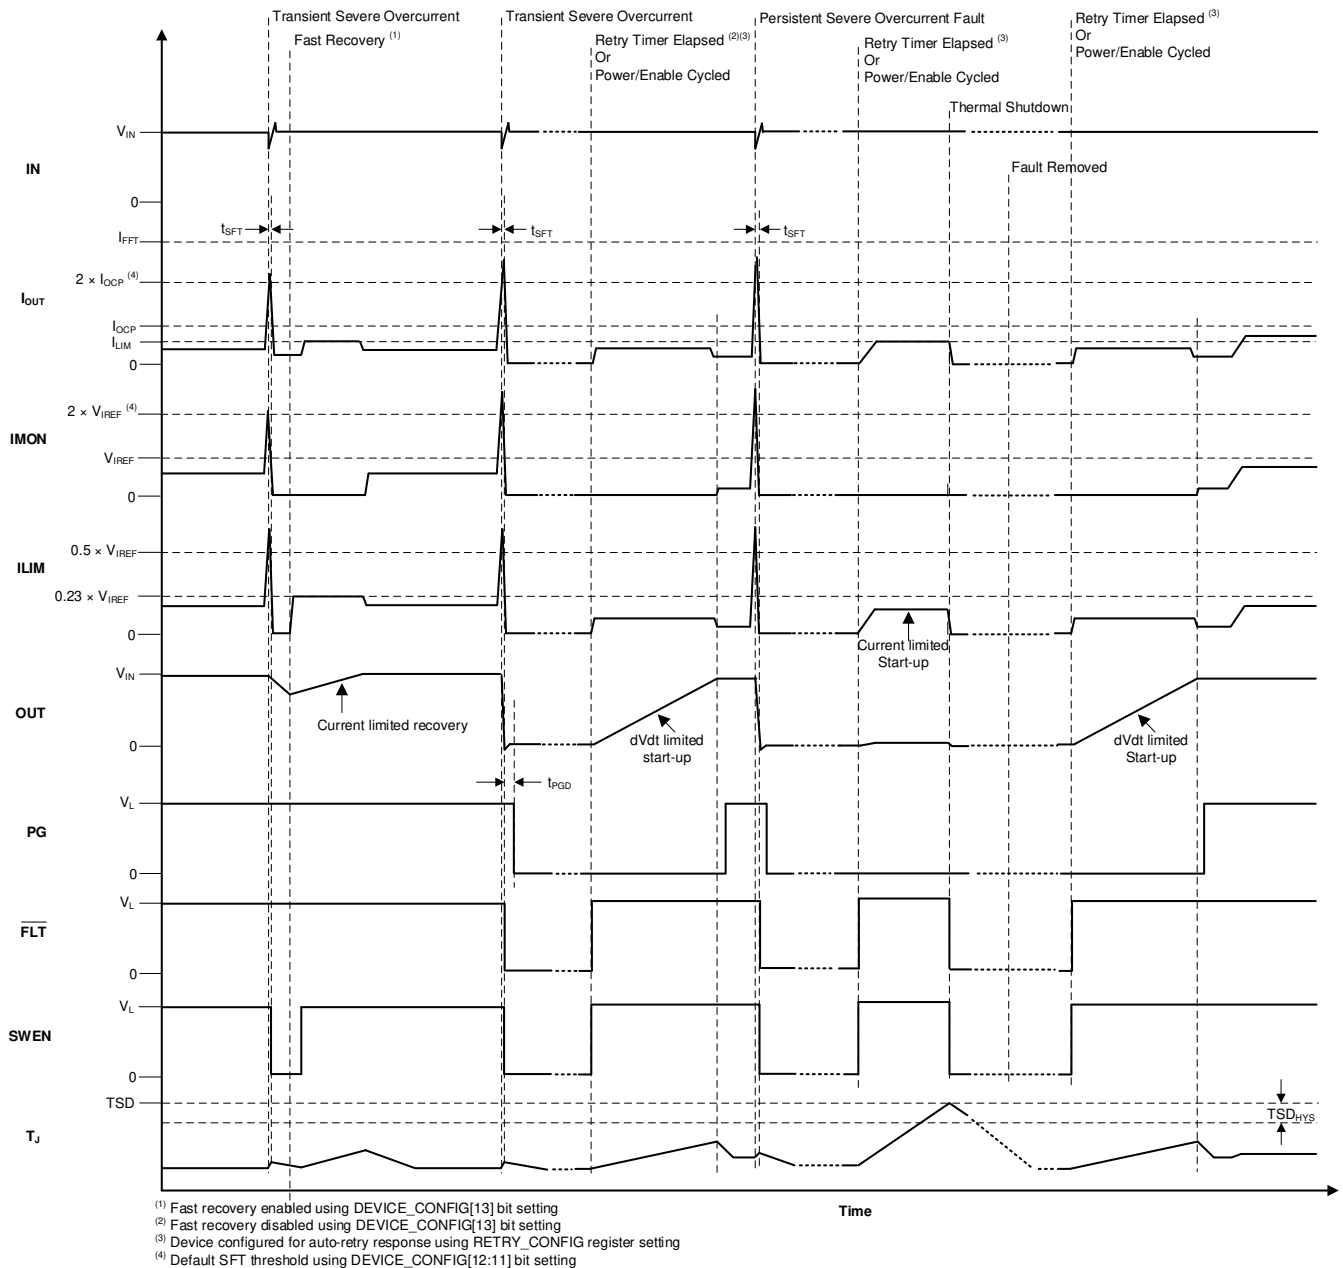 Transient Severe Overcurrent
Fast Recovery (1)
Transient Severe Overcurrent
Retry Timer Elapsed (2)(3)
Or
Power/Enable Cycled
Persistent Severe Overcurrent Fault
Retry Timer Elapsed (3)
Or
Power/Enable Cycled
Retry Timer Elapsed (3)
Or
Power/Enable Cycled
Thermal Shutdown
Fault Removed
IN
VIN
0
tSFT
tSFT
tSFT
IOUT
IFFT
2 × IOCP (4)
IOCP
ILIM
0
IMON
2 × VIREF (4)
VIREF
0
ILIM
0.5 × VIREF
0.23 × VIREF
0
Current limited
Start-up
OUT
VIN
0
Current limited recovery
dVdt limited
start-up
dVdt limited
Start-up
tPGD
PG
VL
0
FLT
VL
0
SWEN
VL
0
TJ
TSD
TSDHYS
Time
(1) Fast recovery enabled using DEVICE_CONFIG[13] bit setting
(2) Fast recovery disabled using DEVICE_CONFIG[13] bit setting
(3) Device configured for auto-retry response using RETRY_CONFIG register setting
(4) Default SFT threshold using DEVICE_CONFIG[12:11] bit setting